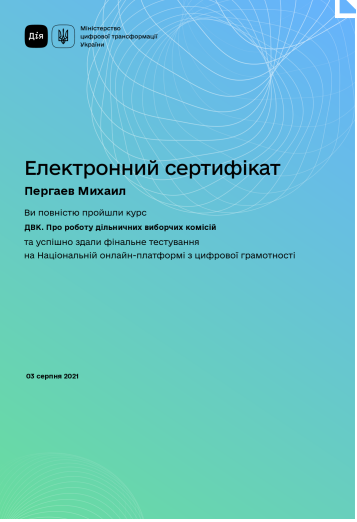 Дія
Міністерство
цифрової трансформації
України
Електронний сертифікат
Пергаев Михаил
Ви повністю пройшли курс
ДВК. Про роботу дільничних виборчих комісій
та успішно здали фінальне тестування
на Національній онлайн-платформі з цифрової грамотності
03 серпня 2021